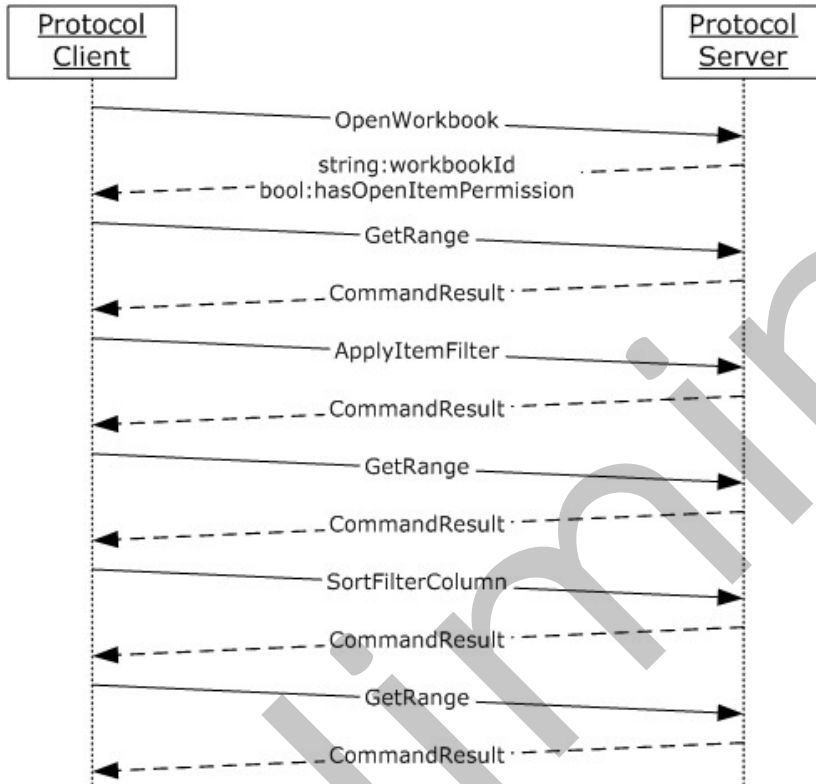 Protocol
Client
Protocol
Server
OpenWorkbook
string:workbookId
bool:hasOpenItemPermission
GetRange
CommandResult
ApplyItemFilter
CommandResult
GetRange
CommandResult
SortFilterColumn
CommandResult
GetRange
CommandResult